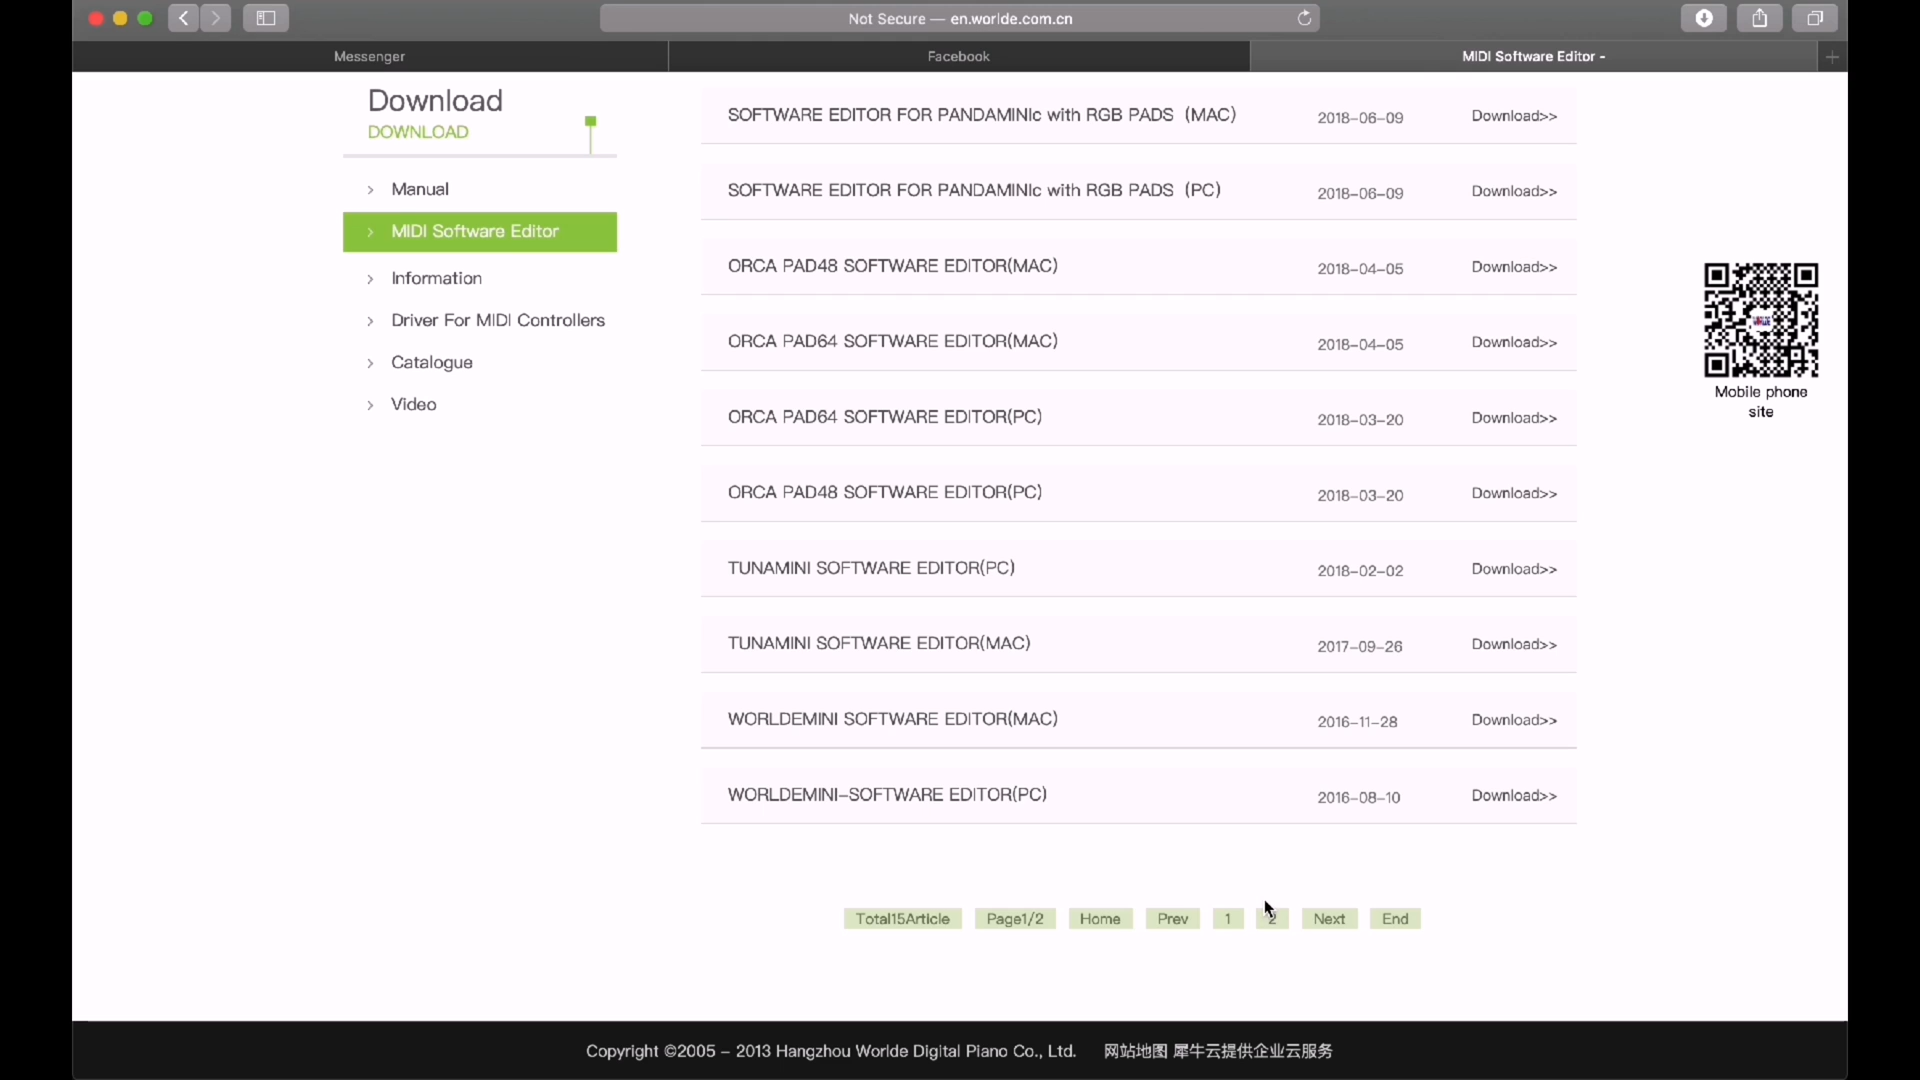 Not Secure — en.worlde.com.cn
Messenger
Facebook
MIDI Software Editor -
Download
DOWNLOAD
Manual
MIDI Software Editor
Information
Driver For MIDI Controllers
Catalogue
Video
SOFTWARE EDITOR FOR PANDAMINIc with RGB PADS（MAC) 2018-06-09 Download>>
SOFTWARE EDITOR FOR PANDAMINIc with RGB PADS（PC) 2018-06-09 Download>>
ORCA PAD48 SOFTWARE EDITOR(MAC) 2018-04-05 Download>>
ORCA PAD64 SOFTWARE EDITOR(MAC) 2018-04-05 Download>>
ORCA PAD64 SOFTWARE EDITOR(PC) 2018-03-20 Download>>
ORCA PAD48 SOFTWARE EDITOR(PC) 2018-03-20 Download>>
TUNAMINI SOFTWARE EDITOR(PC) 2018-02-02 Download>>
TUNAMINI SOFTWARE EDITOR(MAC) 2017-09-26 Download>>
WORLDEMINI SOFTWARE EDITOR(MAC) 2016-11-28 Download>>
WORLDEMINI-SOFTWARE EDITOR(PC) 2016-08-10 Download>>
Total15Article Page1/2 Home Prev 1 2 Next End
WORLDE
Mobile phone
site
Copyright ©2005 - 2013 Hangzhou Worlde Digital Piano Co., Ltd. 网站地图 犀牛云提供企业云服务